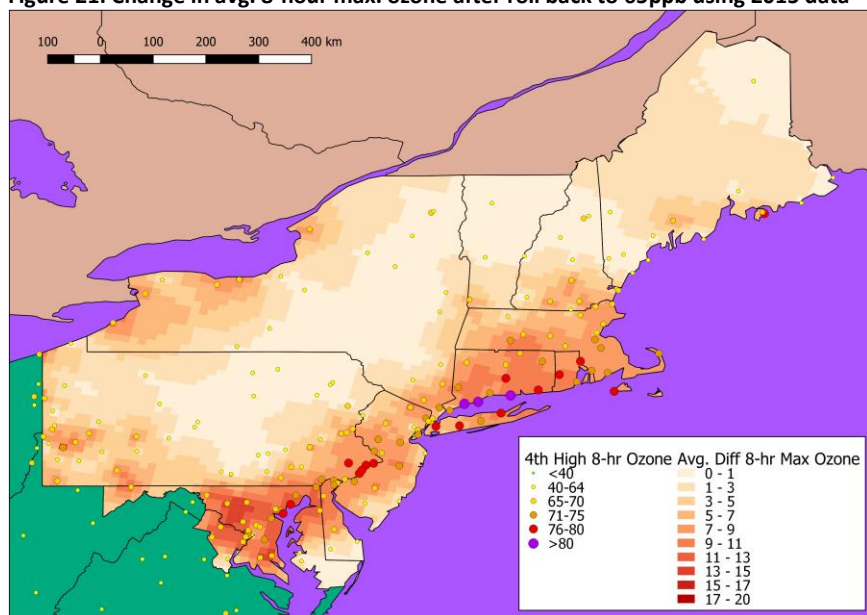 Figure 21: Change in avg. 8-hour max. ozone after roll back to 65ppb using 2015 data
100 0 100 200 300 400 km
4th High 8-hr Ozone Avg. Diff 8-hr Max Ozone
<40 0 - 1
40-64 1 - 3
65-70 3 - 5
71-75 5 - 7
76-80 7 - 9
>80 9 - 11
11 - 13
13 - 15
15 - 17
17 - 20